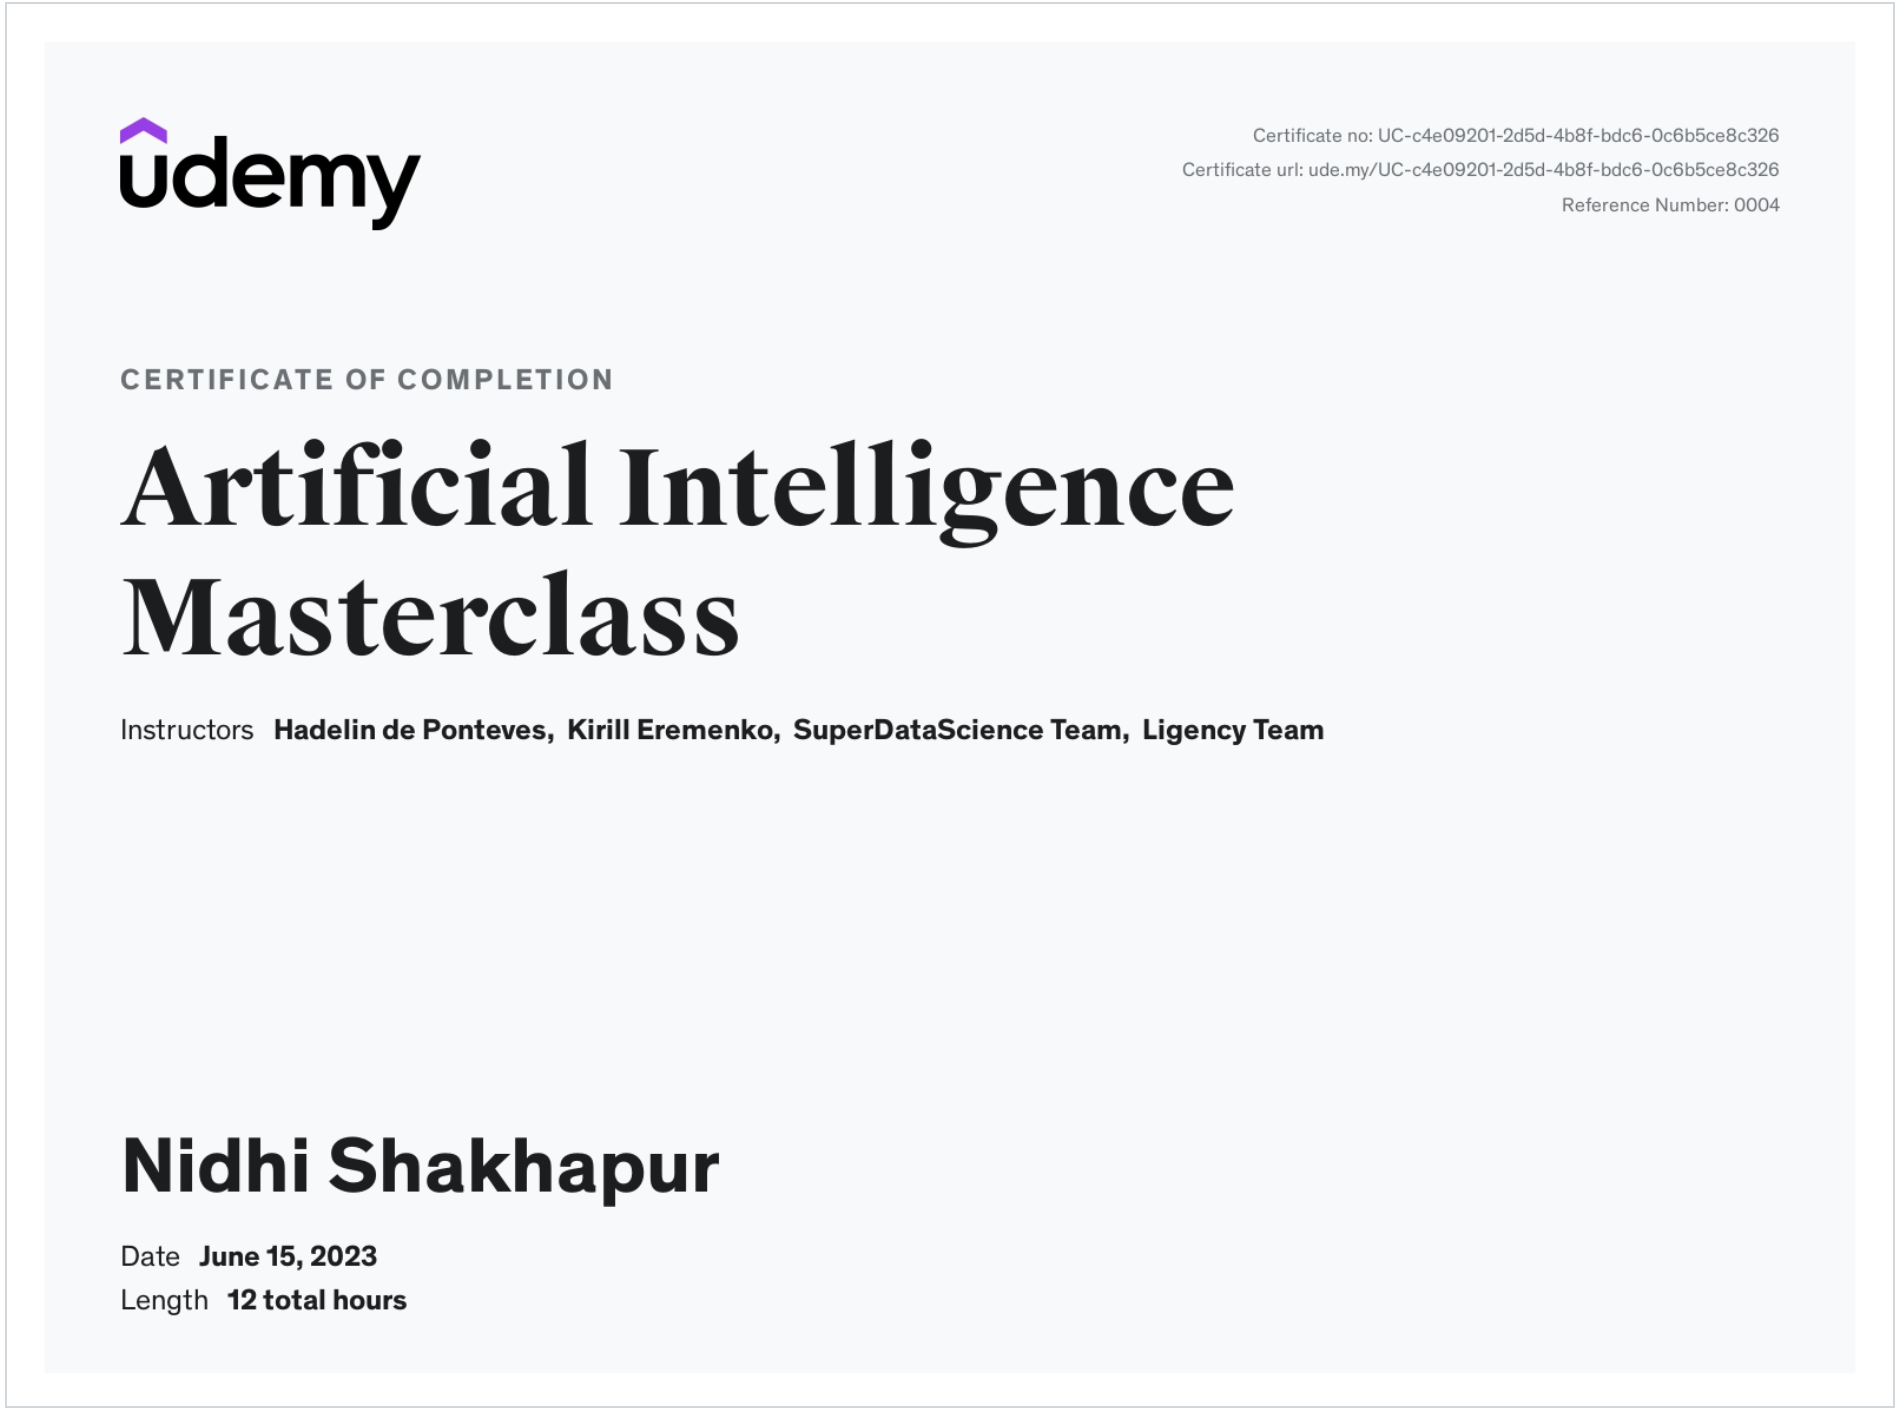 udemy
Certificate no: UC-c4e09201-2d5d-4b8f-bdc6-0c6b5ce8c326
Certificate url: ude.my/UC-c4e09201-2d5d-4b8f-bdc6-0c6b5ce8c326
Reference Number: 0004
CERTIFICATE OF COMPLETION
Artificial Intelligence
Masterclass
Instructors Hadelin de Ponteves, Kirill Eremenko, SuperDataScience Team, Ligency Team
Nidhi Shakhapur
Date June 15, 2023
Length 12 total hours